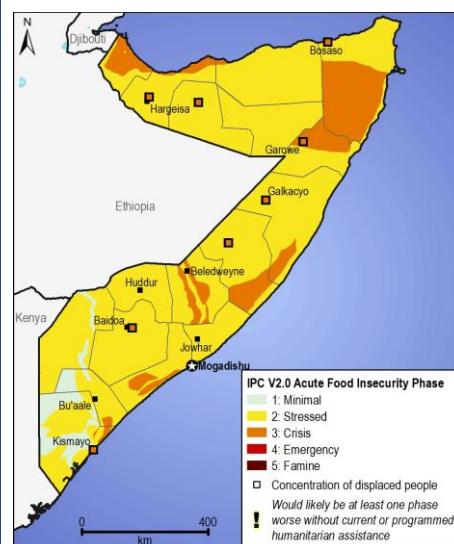 N
Djibouti
Bosaso
Hargeisa
Garowe
Galkacyo
Ethiopia
Beledweyne
Huddur
Kenya
Baidoa
Jowhar
Mogadishu
Bu'aale
Kismayo
IPC V2.0 Acute Food Insecurity Phase
1: Minimal
2: Stressed
3: Crisis
4: Emergency
5: Famine
Concentration of displaced people
Would likely be at least one phase
! worse without current or programmed
humanitarian assistance
0 400
km